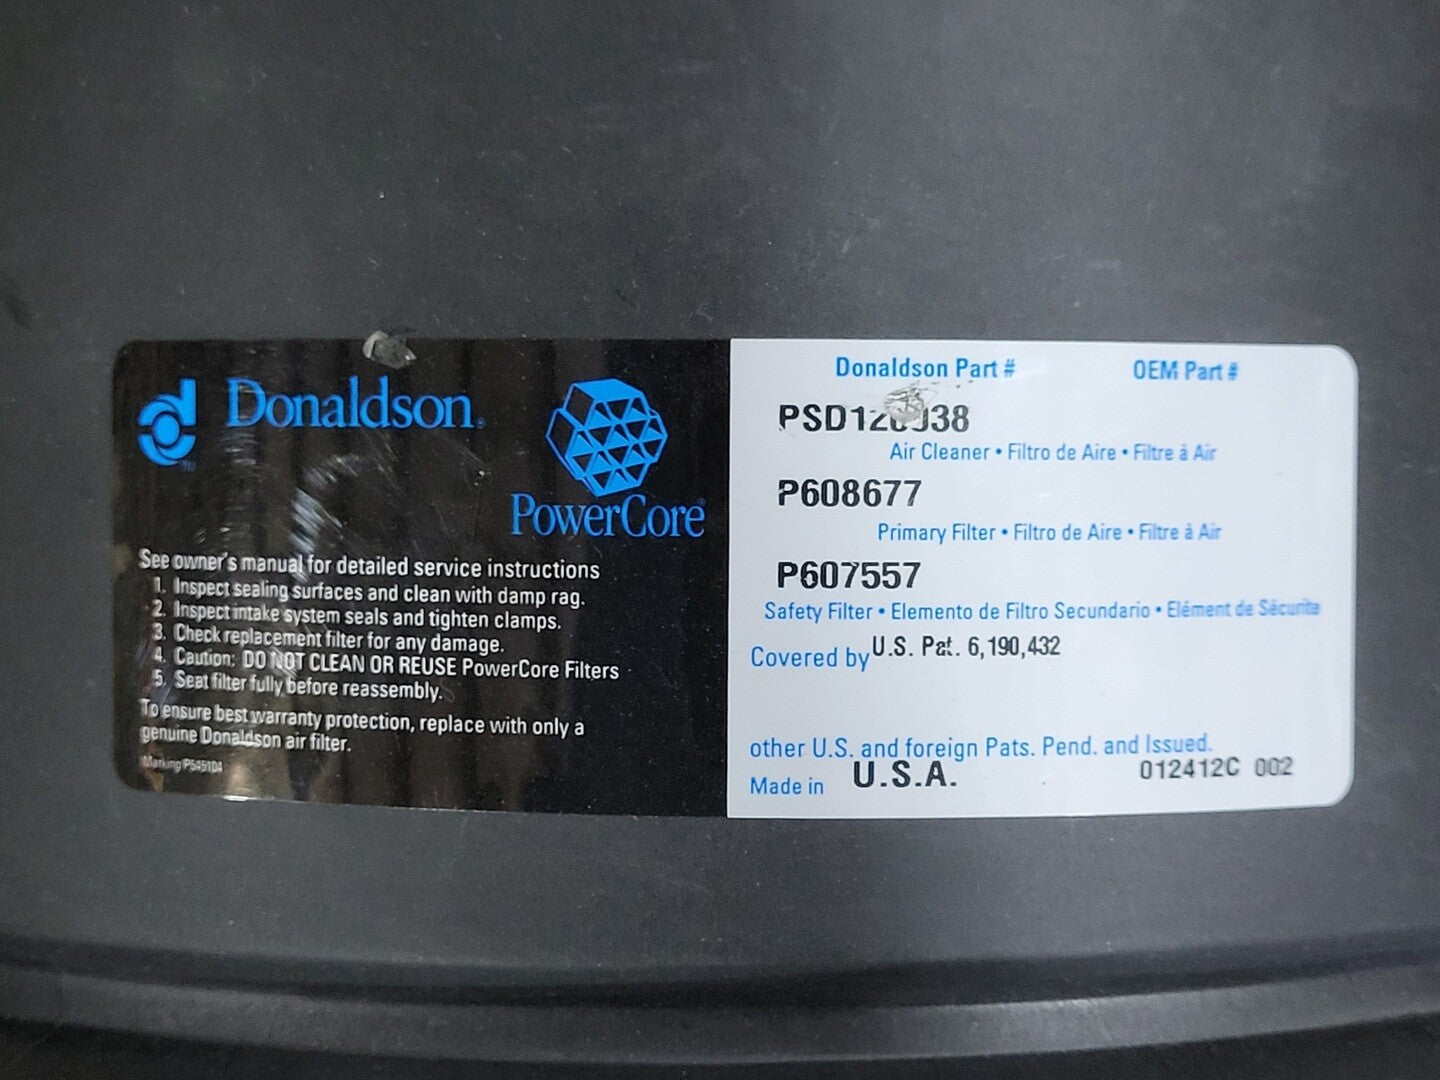 Donaldson®
PowerCore®
See owner's manual for detailed service instructions
1. Inspect sealing surfaces and clean with damp rag.
2. Inspect intake system seals and tighten clamps.
3. Check replacement filter for any damage.
4. Caution: DO NOT CLEAN OR REUSE PowerCore Filters
5. Seat filter fully before reassembly.
To ensure best warranty protection, replace with only a
genuine Donaldson air filter.
Marking P545104
Donaldson Part # OEM Part #
Air Cleaner • Filtro de Aire • Filtre à Air
P608677
Primary Filter • Filtro de Aire • Filtre à Air
P607557
Safety Filter • Elemento de Filtro Secundario • Elément de Sécurite
Covered by U.S. Pat. 6,190,432
other U.S. and foreign Pats. Pend. and Issued.
Made in U.S.A. 012412C 002